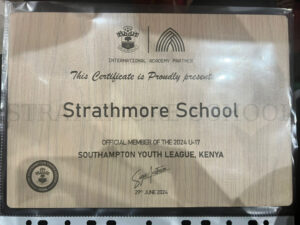 INTERNATIONAL ACADEMY PARTNER
This Certificate is Proudly present
Strathmore School
OFFICIAL MEMBER OF THE 2024 U-17
SOUTHAMPTON YOUTH LEAGUE, KENYA
29TH JUNE 2024